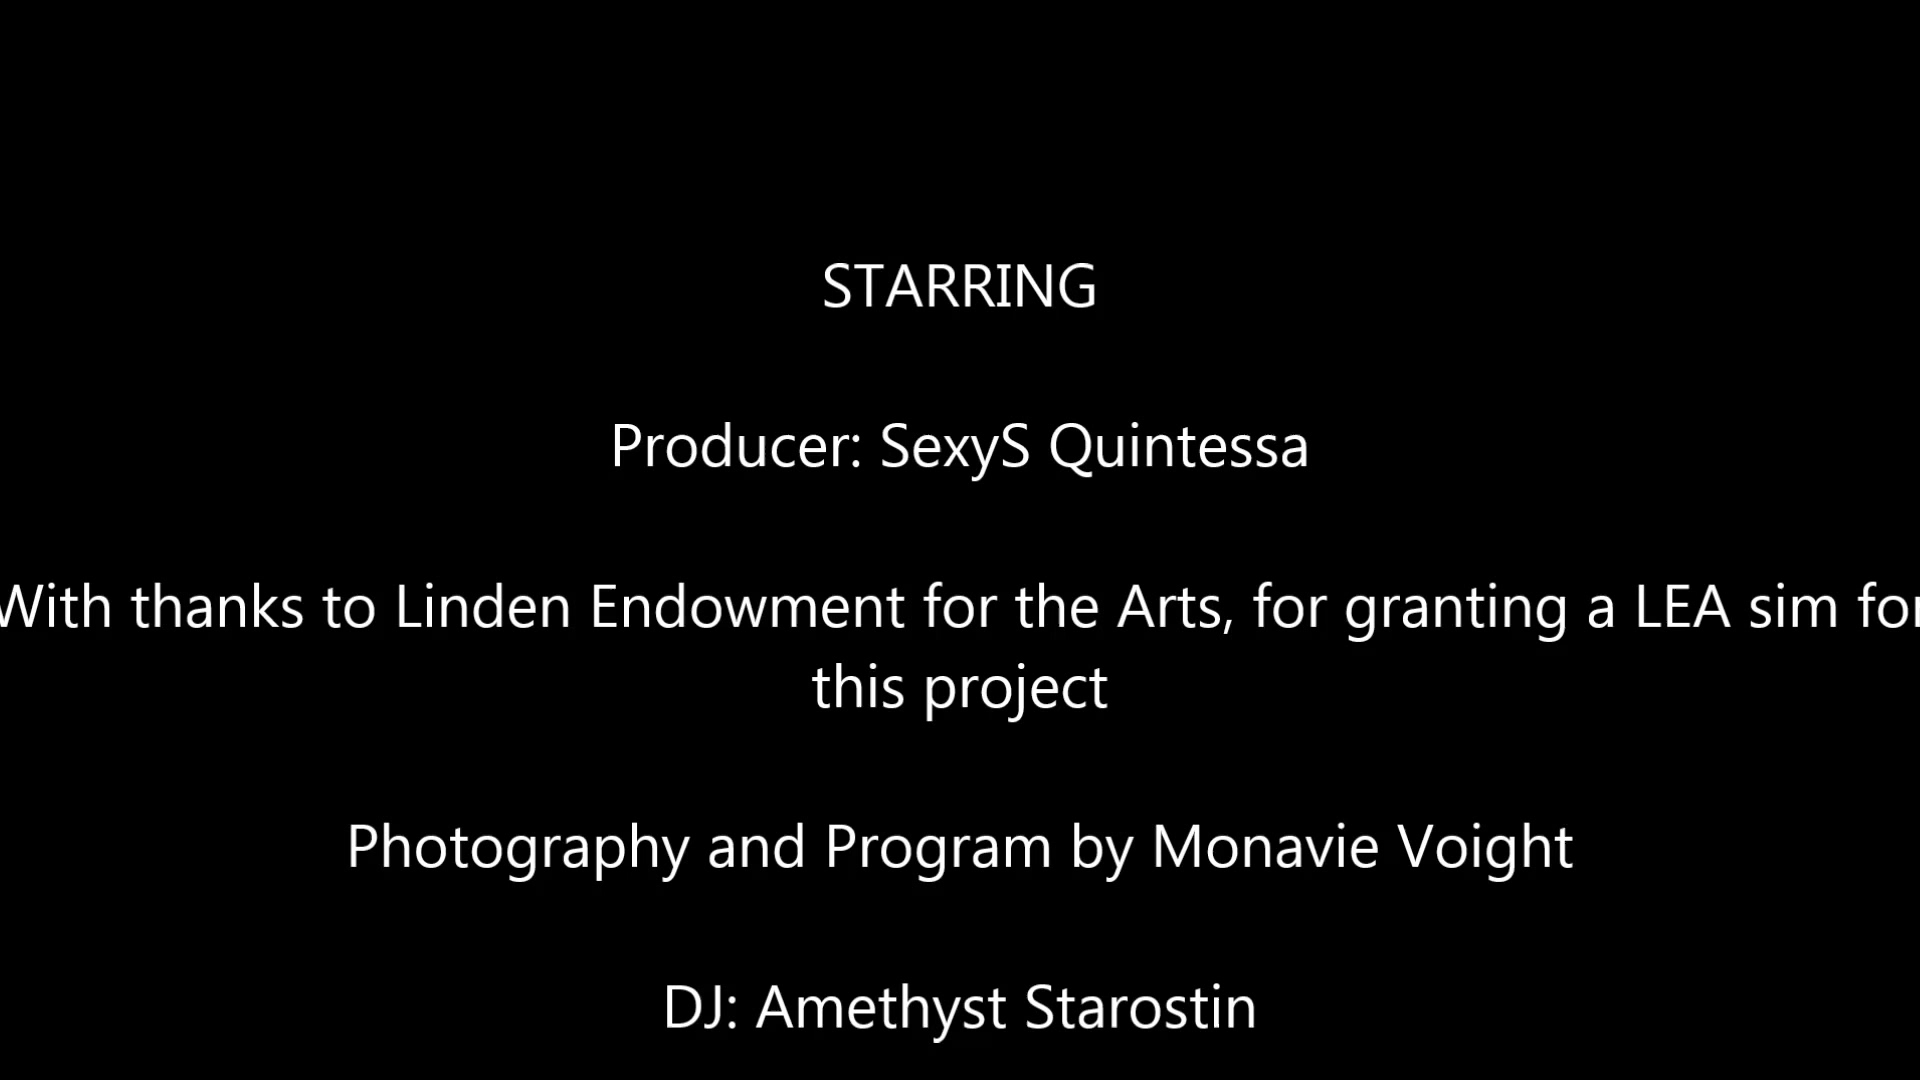 STARRING
Producer: SexyS Quintessa
With thanks to Linden Endowment for the Arts, for granting a LEA sim for
this project
Photography and Program by Monavie Voight
DJ: Amethyst Starostin